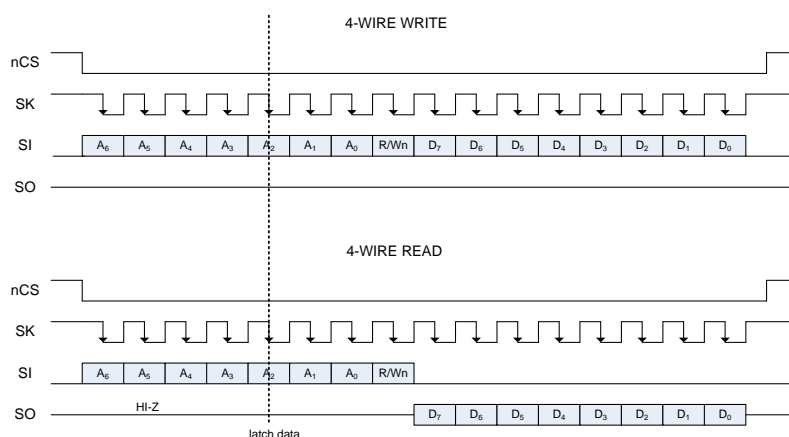 4-WIRE WRITE
nCS
SK
SI A₆ A₅ A₄ A₃ A₂ A₁ A₀ R/Wn D₇ D₆ D₅ D₄ D₃ D₂ D₁ D₀
SO
4-WIRE READ
nCS
SK
SI A₆ A₅ A₄ A₃ A₂ A₁ A₀ R/Wn
SO HI-Z D₇ D₆ D₅ D₄ D₃ D₂ D₁ D₀
latch data